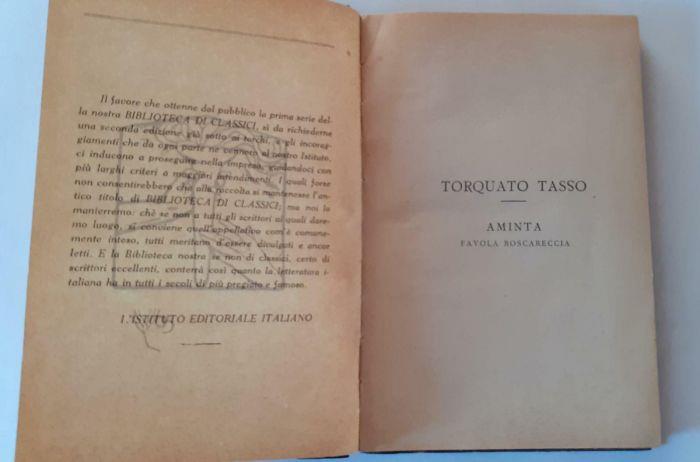 Il favore che ottenne dal pubblico la prima serie del-
la nostra BIBLIOTECA DI CLASSICI, sì da richiederne
una seconda edizione già sotto ai torchi, e gli incorag-
giamenti che da ogni parte ne vennero al nostro Istituto,
ci inducono a proseguire nella impresa, guidandoci con
più larghi criteri a maggiori intendimenti. I quali forse
non consentirebbero che alla raccolta si mantenesse l'an-
tico titolo di BIBLIOTECA DI CLASSICI; ma noi la
manterremo: chè se non a tutti gli scrittori ai quali dare-
mo luogo, si conviene quell'appellativo com'è comune-
mente inteso, tutti meritano d'essere divulgati e ancor
letti. E la Biblioteca nostra se non di classici, certo di
scrittori eccellenti, conterrà così quanto la letteratura i-
taliana ha in tutti i secoli di più pregiato e famoso.
L'ISTITUTO EDITORIALE ITALIANO
TORQUATO TASSO
AMINTA
FAVOLA BOSCARECCIA